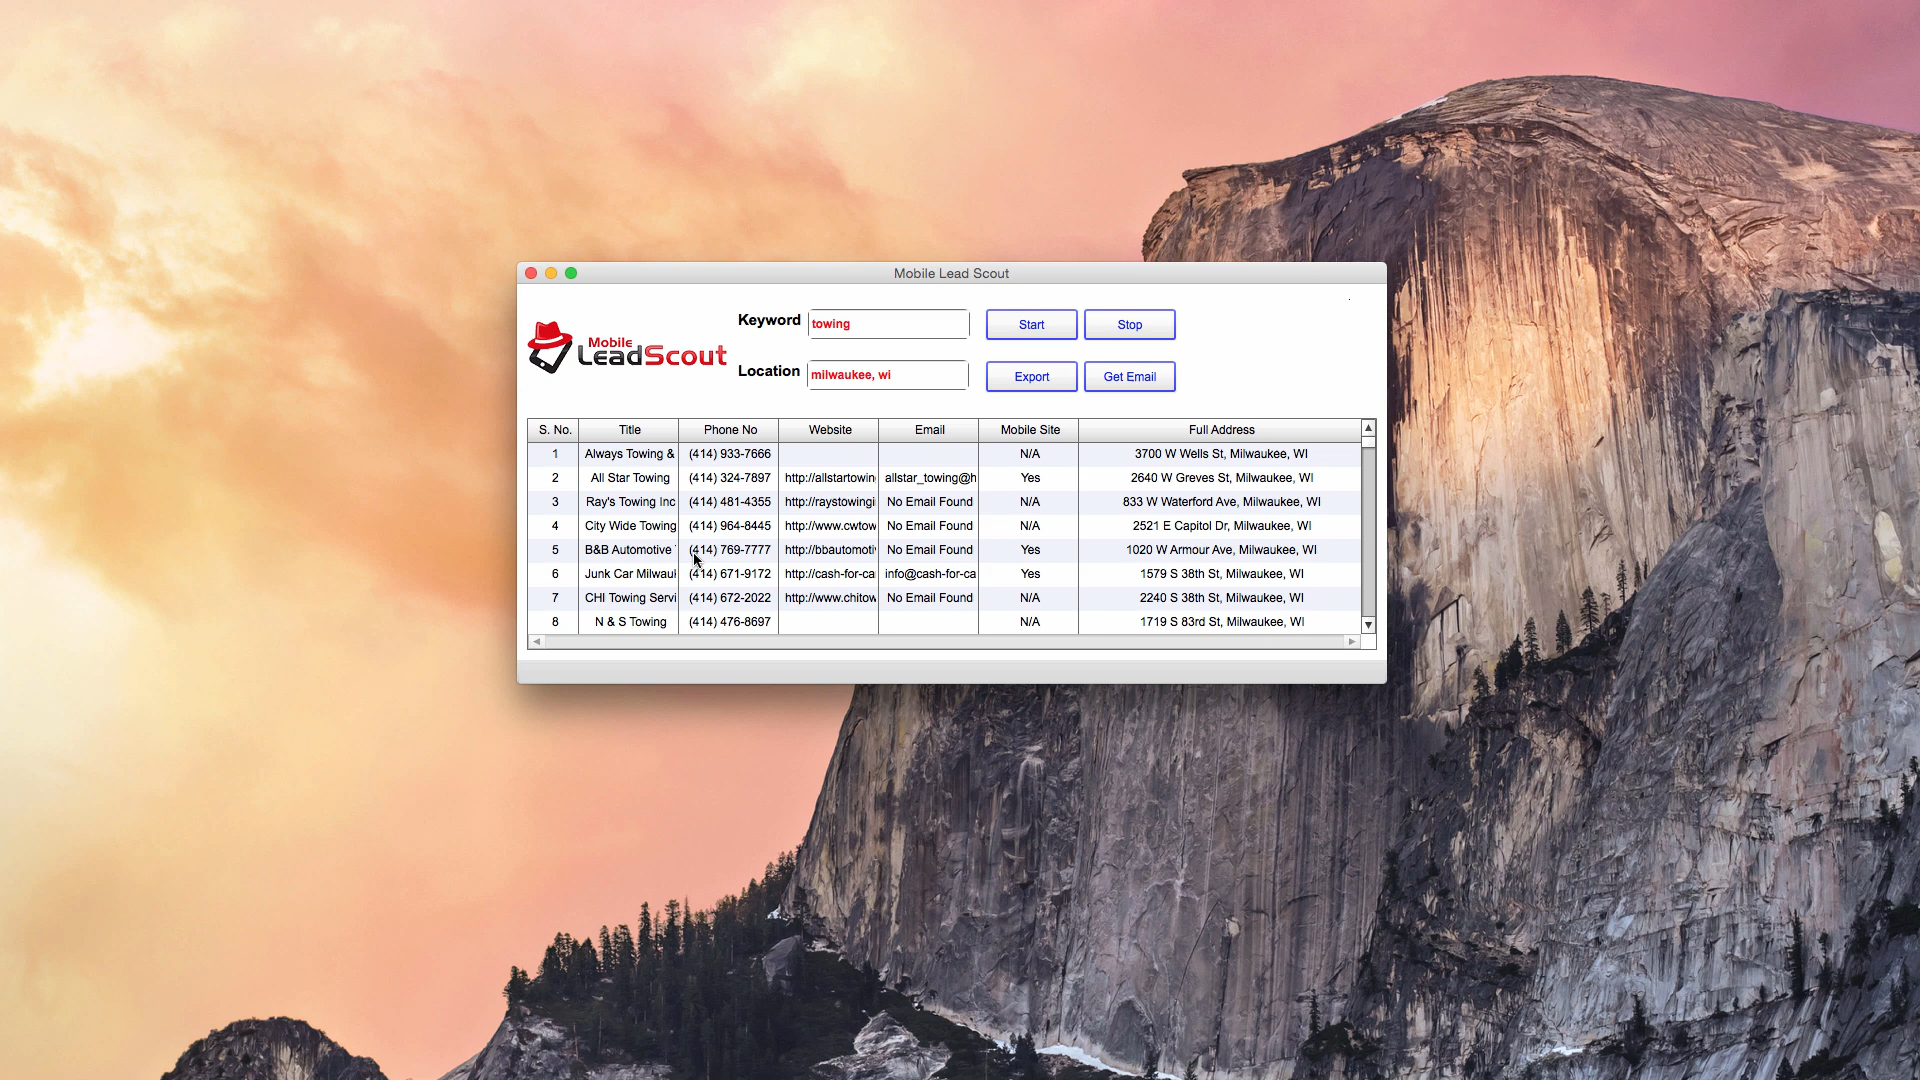 Mobile Lead Scout
Mobile
LeadScout
Keyword towing Start Stop
Location milwaukee, wi Export Get Email
S. No. Title Phone No Website Email Mobile Site Full Address
1 Always Towing & (414) 933-7666 N/A 3700 W Wells St, Milwaukee, WI
2 All Star Towing (414) 324-7897 http://allstartowin allstar_towing@h Yes 2640 W Greves St, Milwaukee, WI
3 Ray's Towing Inc (414) 481-4355 http://raystowingi No Email Found N/A 833 W Waterford Ave, Milwaukee, WI
4 City Wide Towing (414) 964-8445 http://www.cwtow No Email Found N/A 2521 E Capitol Dr, Milwaukee, WI
5 B&B Automotive (414) 769-7777 http://bbautomoti No Email Found Yes 1020 W Armour Ave, Milwaukee, WI
6 Junk Car Milwauk (414) 671-9172 http://cash-for-ca info@cash-for-ca Yes 1579 S 38th St, Milwaukee, WI
7 CHI Towing Servi (414) 672-2022 http://www.chitow No Email Found N/A 2240 S 38th St, Milwaukee, WI
8 N & S Towing (414) 476-8697 N/A 1719 S 83rd St, Milwaukee, WI